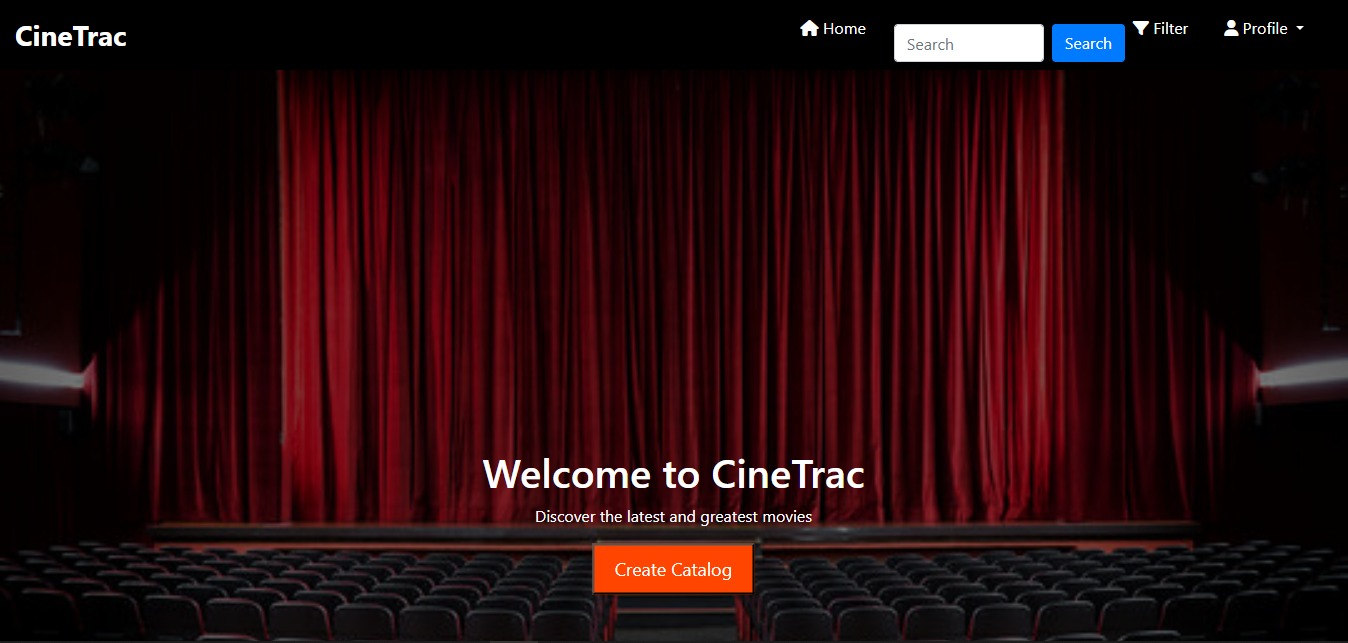 CineTrac
Home
Search
Search
Filter
Profile
Welcome to CineTrac
Discover the latest and greatest movies
Create Catalog